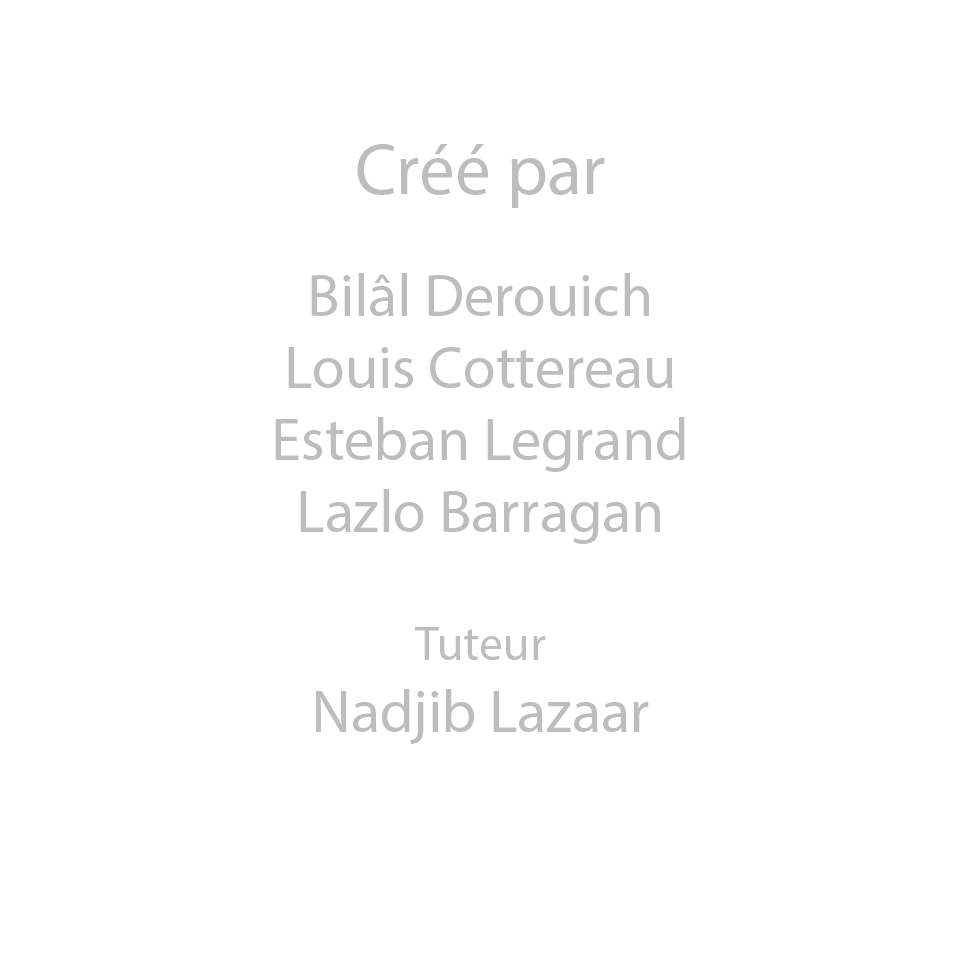 Créé par
Bilâl Derouich
Louis Cottereau
Esteban Legrand
Lazlo Barragan
Tuteur
Nadjib Lazaar